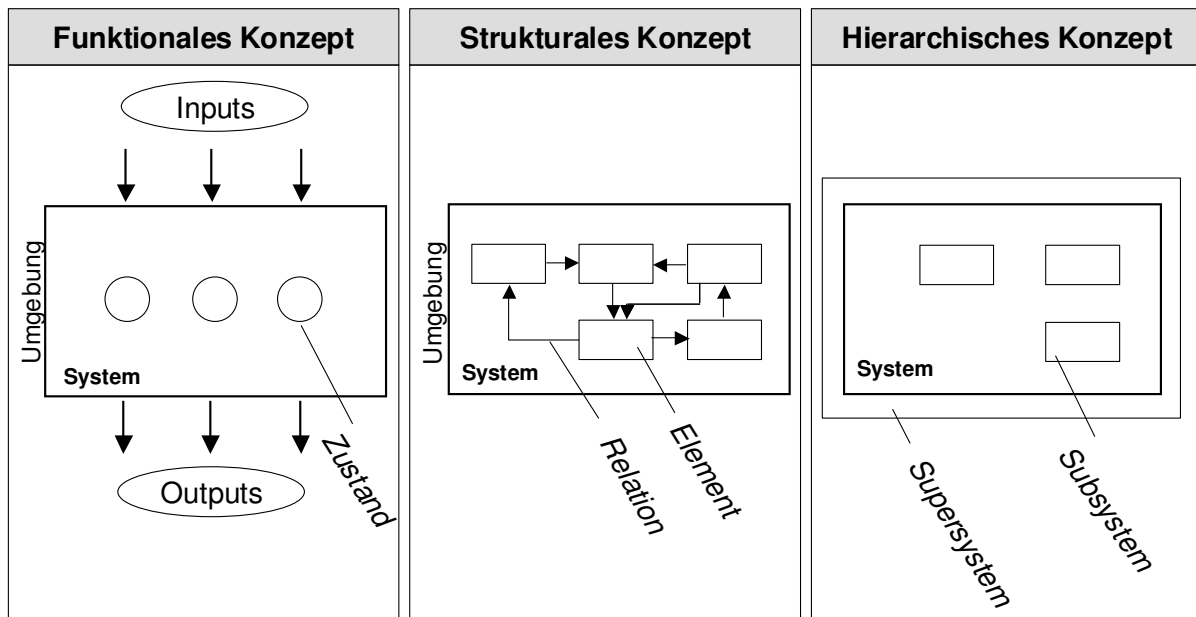 Funktionales Konzept
Inputs
Umgebung
System
Zustand
Outputs
Strukturales Konzept
Umgebung
System
Relation
Element
Hierarchisches Konzept
System
Supersystem
Subsystem